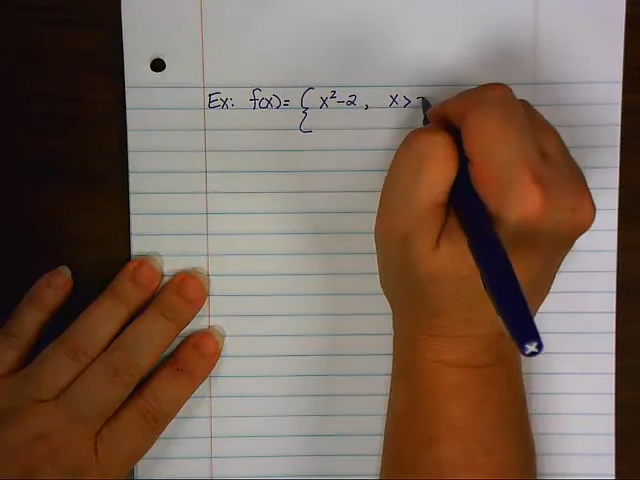 Ex: f(x)= { x²-2 , x >